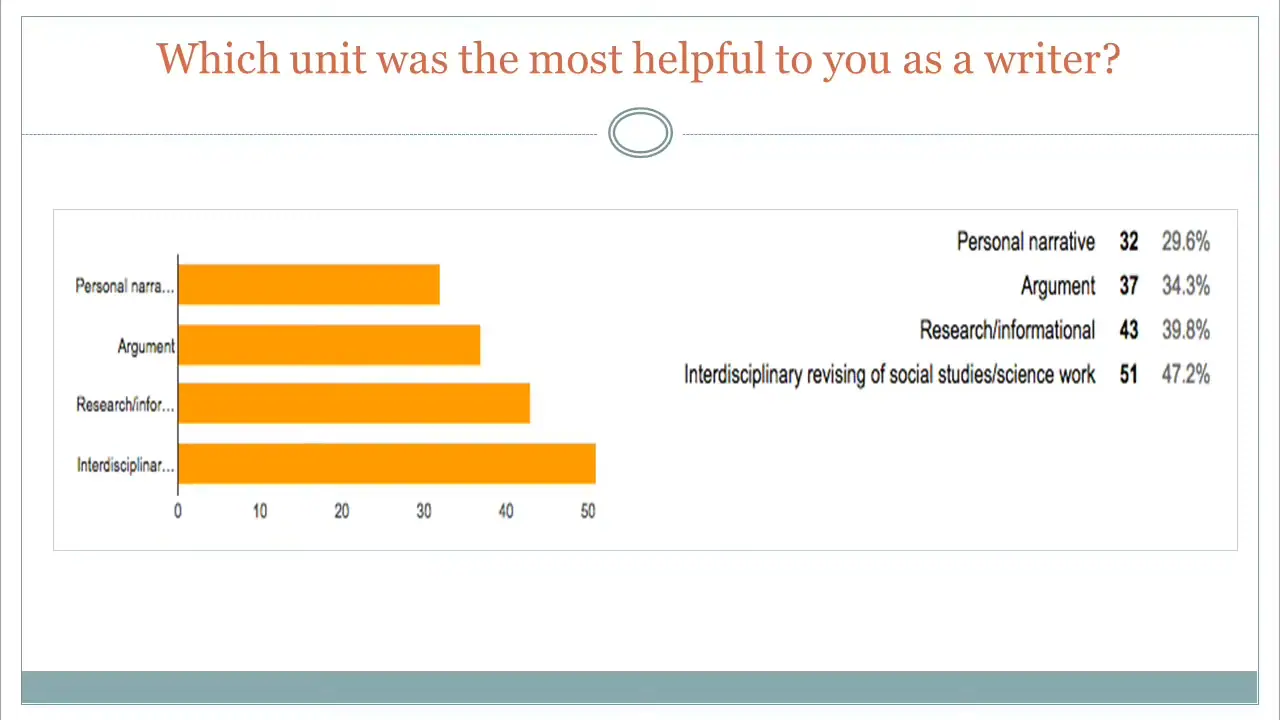 Which unit was the most helpful to you as a writer?
Personal narra...
Argument
Research/infor...
Interdisciplinar...
0 10 20 30 40 50
Personal narrative 32 29.6%
Argument 37 34.3%
Research/informational 43 39.8%
Interdisciplinary revising of social studies/science work 51 47.2%